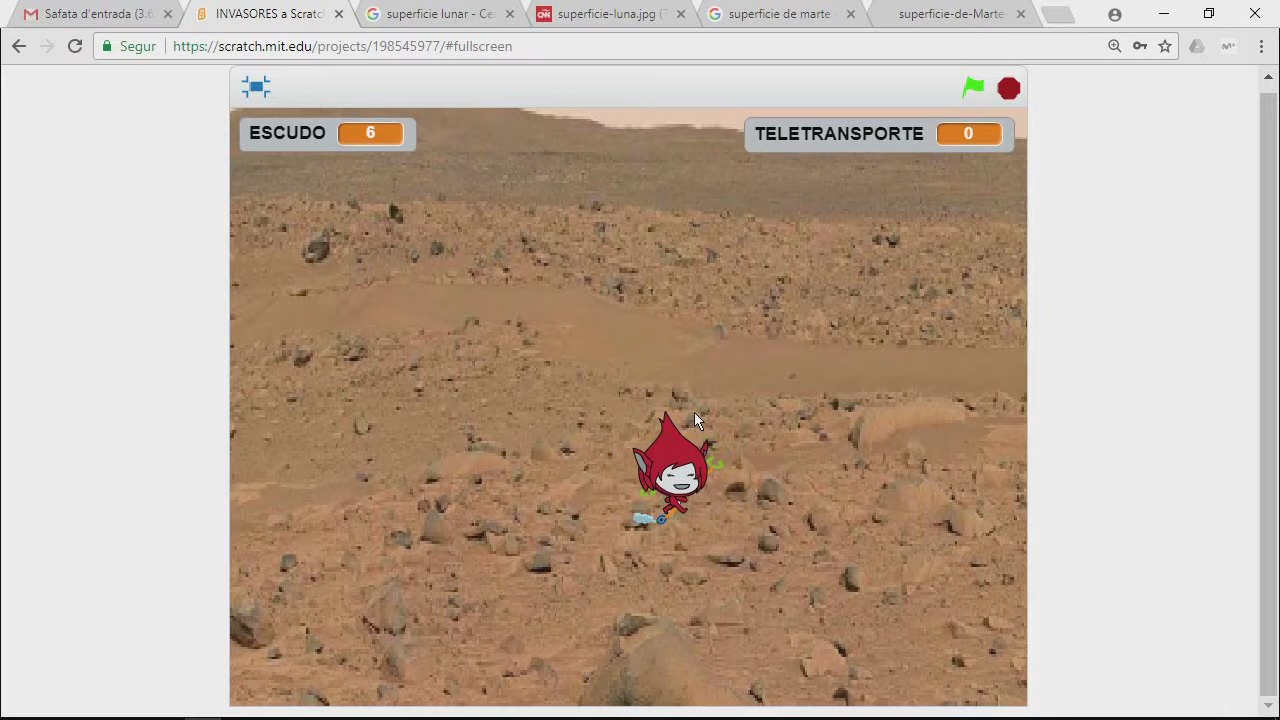 Safata d'entrada (3.6
INVASORES a Scratch
superficie lunar - Ce
superficie-luna.jpg (7
superficie de marte
superficie-de Marte
Segur
https://scratch.mit.edu/projects/198545977/#fullscreen
ESCUDO 6
TELETRANSPORTE 0